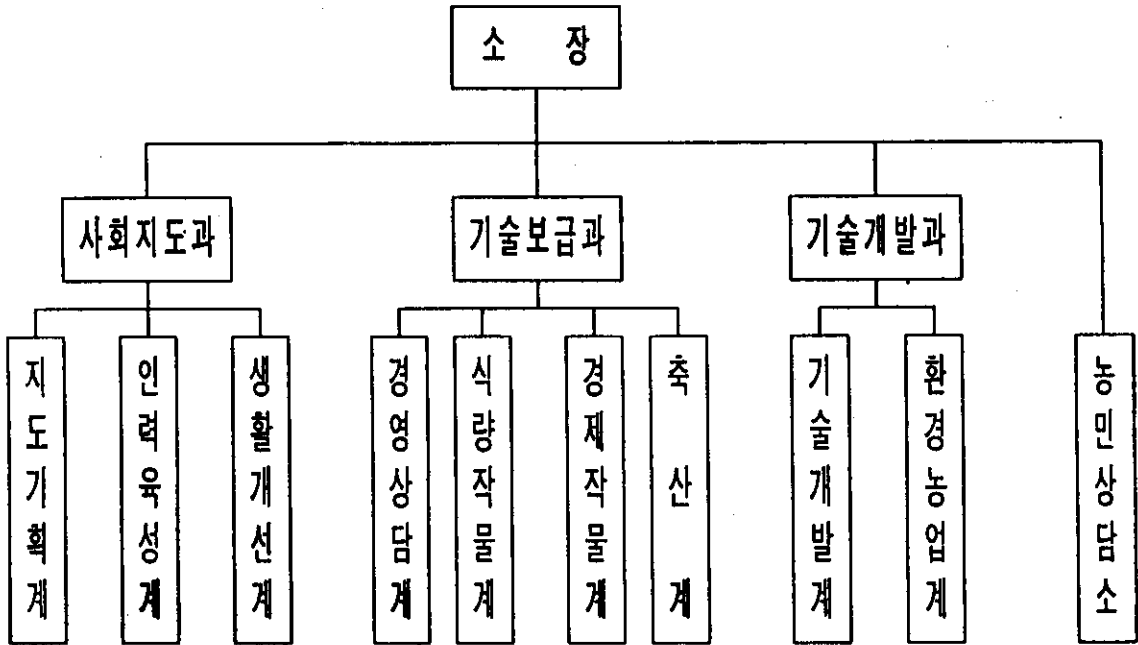 소 장
사회지도과
기술보급과
기술개발과
지도기획계
인력육성계
생활개선계
경영상담계
식량작물계
경제작물계
축산계
기술개발계
환경농업계
농민상담소